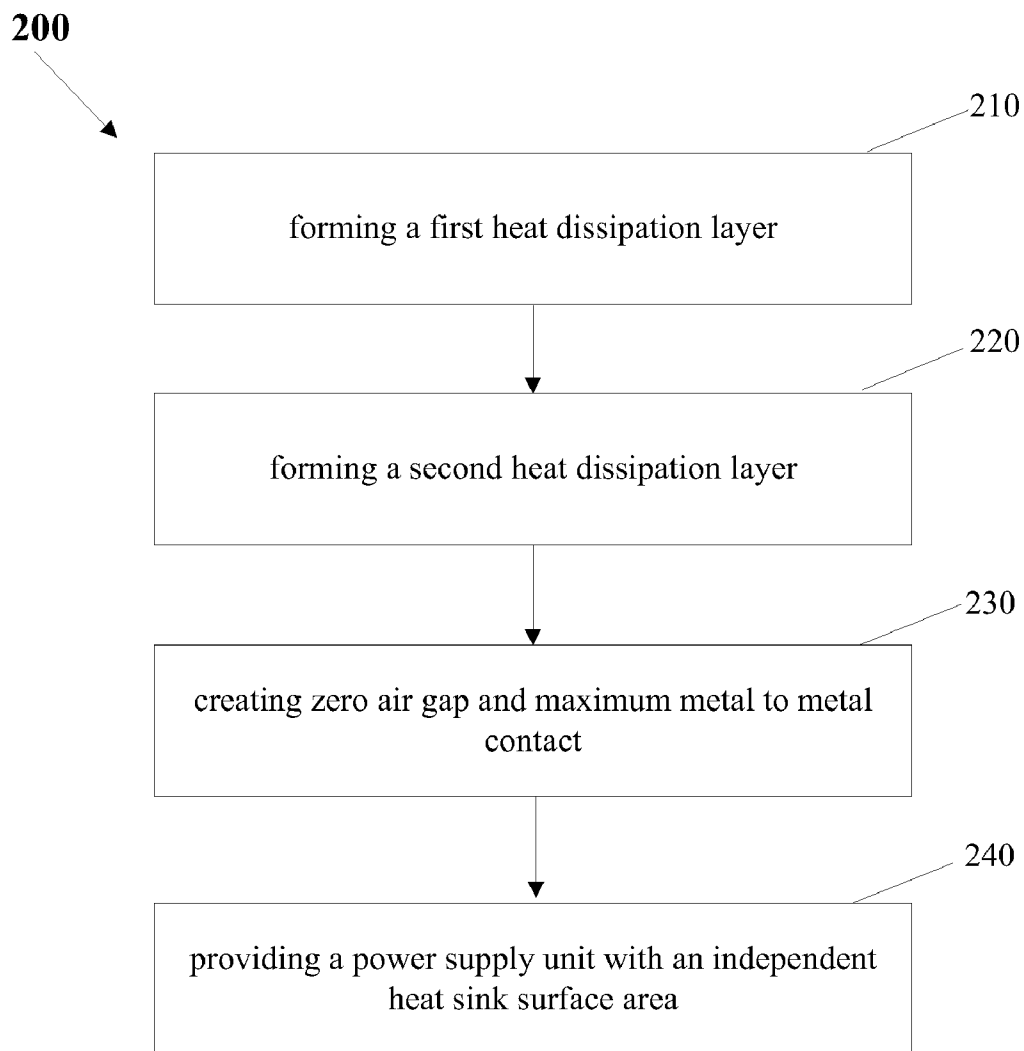 200
210
forming a first heat dissipation layer
220
forming a second heat dissipation layer
230
creating zero air gap and maximum metal to metal
contact
240
providing a power supply unit with an independent
heat sink surface area